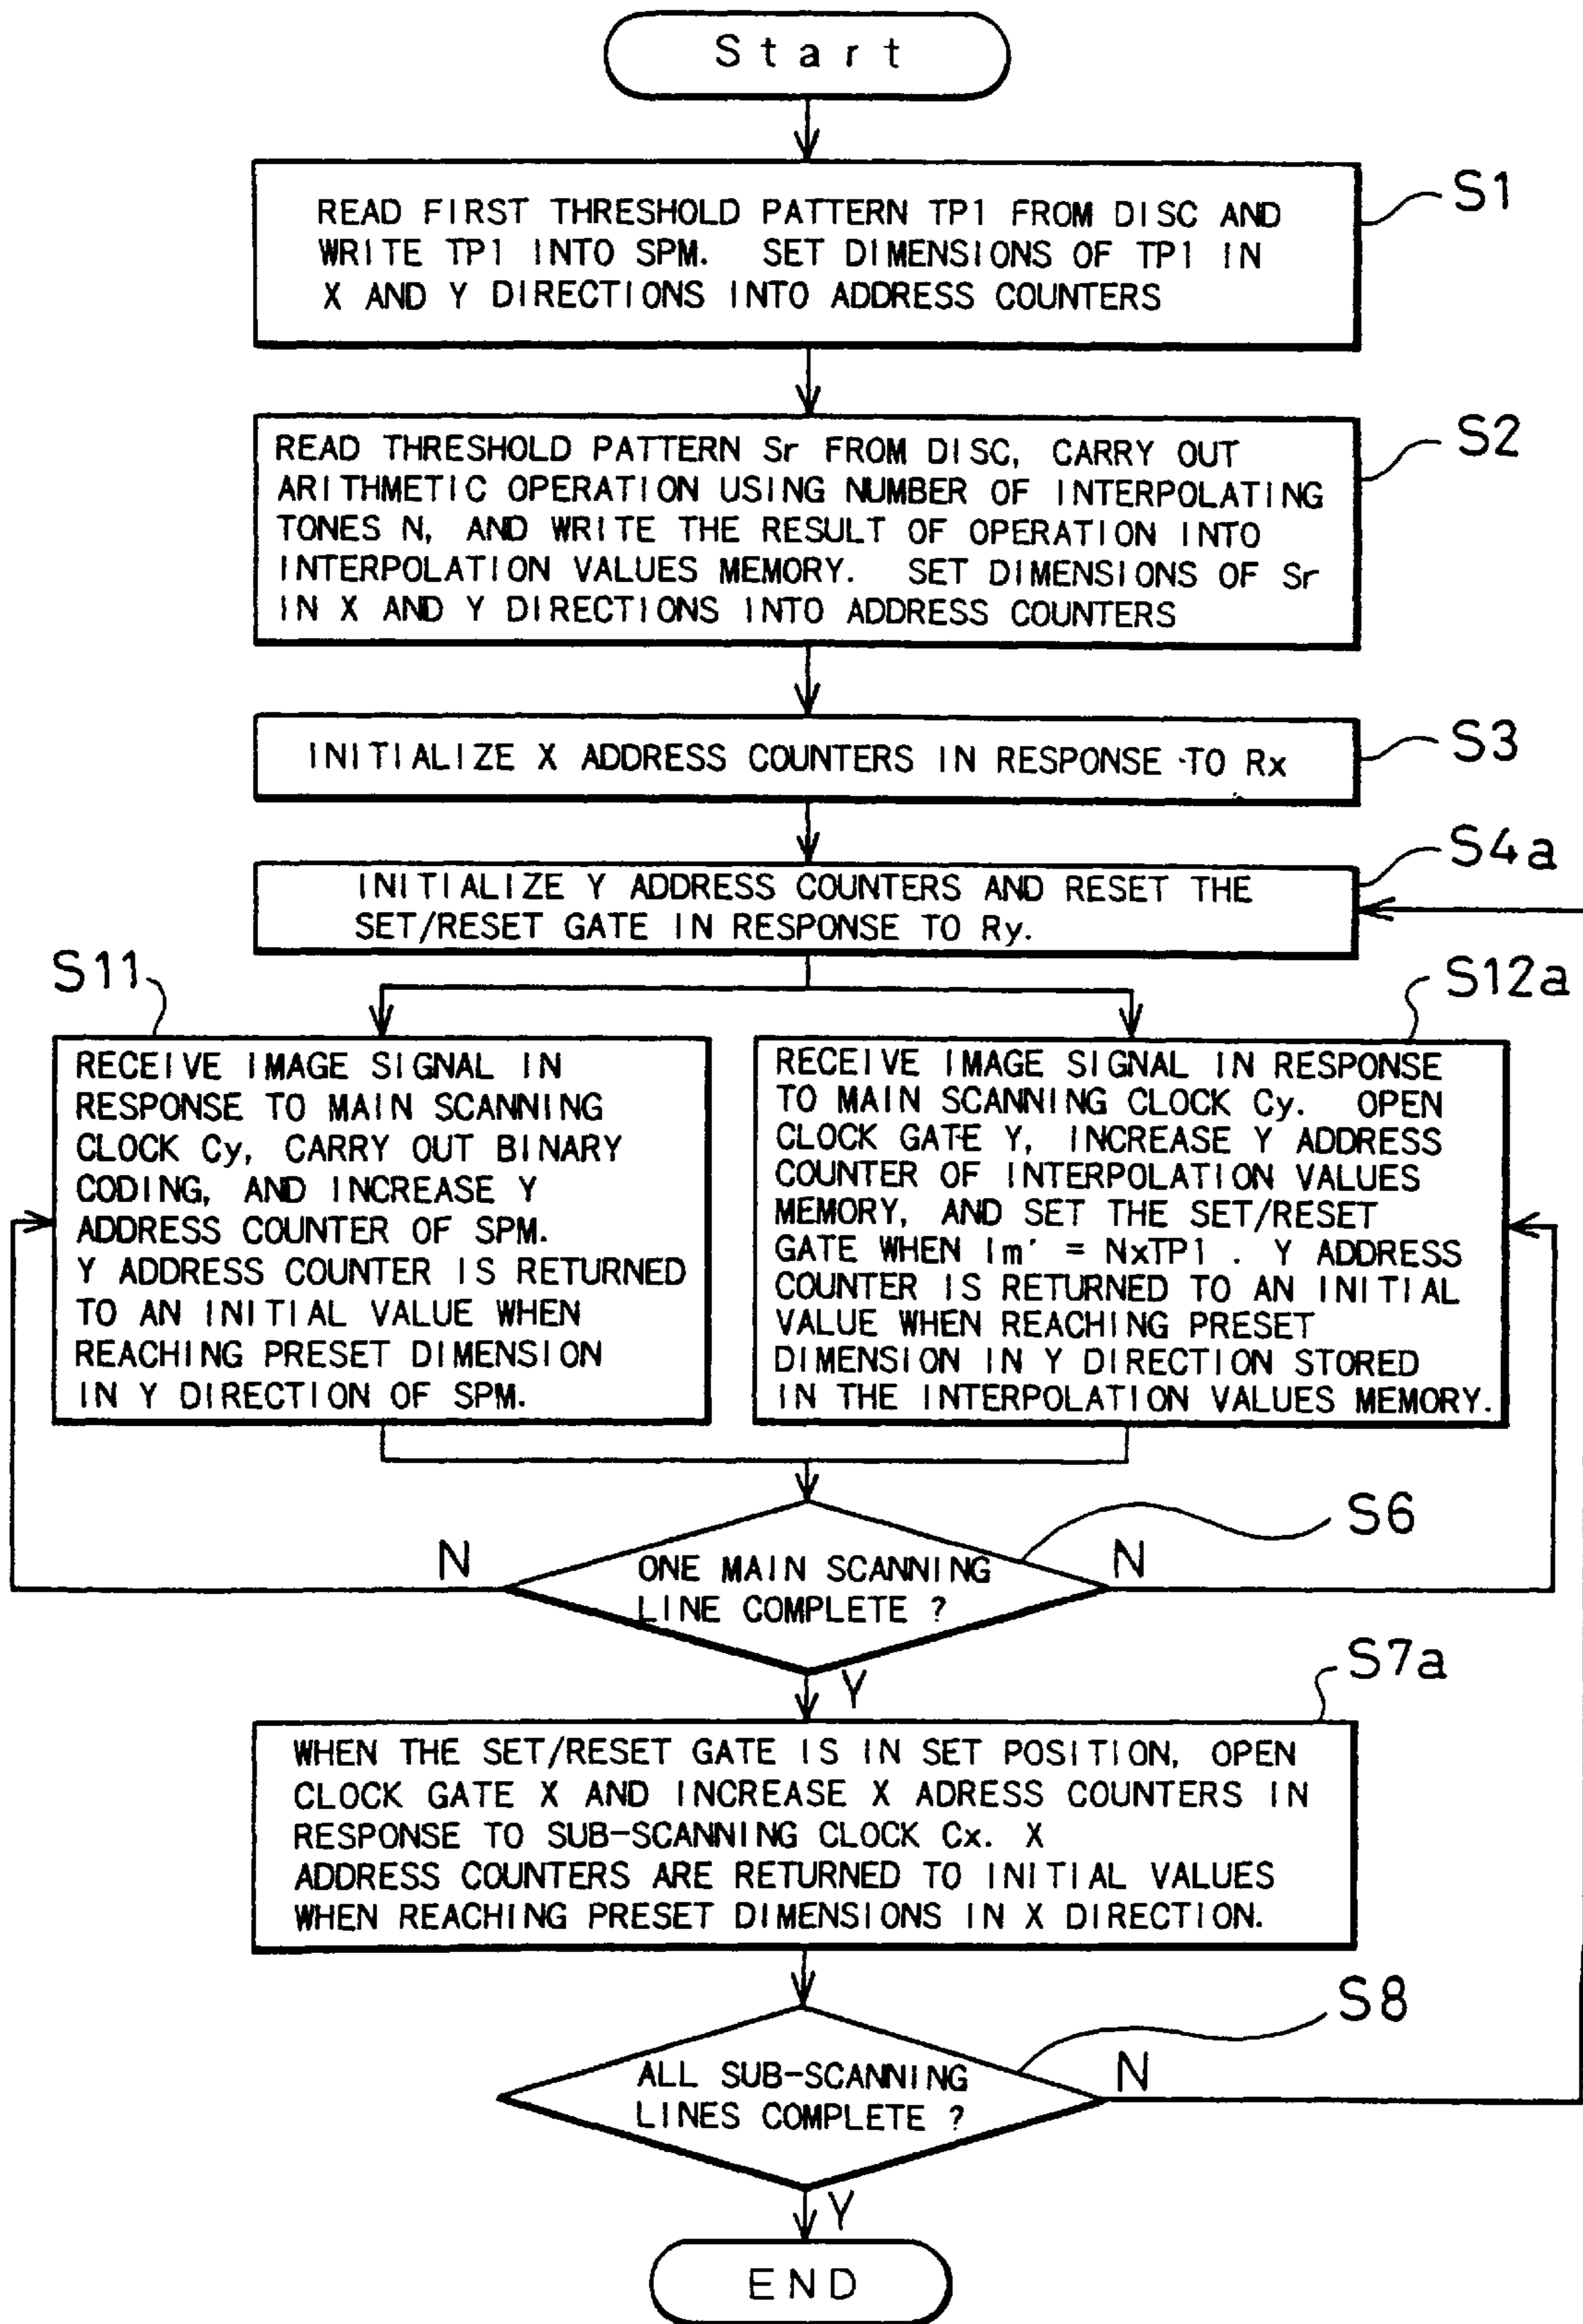 Start
S1
READ FIRST THRESHOLD PATTERN TP1 FROM DISC AND
WRITE TP1 INTO SPM. SET DIMENSIONS OF TP1 IN
X AND Y DIRECTIONS INTO ADDRESS COUNTERS
S2
READ THRESHOLD PATTERN Sr FROM DISC, CARRY OUT
ARITHMETIC OPERATION USING NUMBER OF INTERPOLATING
TONES N, AND WRITE THE RESULT OF OPERATION INTO
INTERPOLATION VALUES MEMORY. SET DIMENSIONS OF Sr
IN X AND Y DIRECTIONS INTO ADDRESS COUNTERS
S3
INITIALIZE X ADDRESS COUNTERS IN RESPONSE TO Rx
S4a
INITIALIZE Y ADDRESS COUNTERS AND RESET THE
SET/RESET GATE IN RESPONSE TO Ry.
S11
RECEIVE IMAGE SIGNAL IN
RESPONSE TO MAIN SCANNING
CLOCK Cy, CARRY OUT BINARY
CODING, AND INCREASE Y
ADDRESS COUNTER OF SPM.
Y ADDRESS COUNTER IS RETURNED
TO AN INITIAL VALUE WHEN
REACHING PRESET DIMENSION
IN Y DIRECTION OF SPM.
S12a
RECEIVE IMAGE SIGNAL IN RESPONSE
TO MAIN SCANNING CLOCK Cy. OPEN
CLOCK GATE Y, INCREASE Y ADDRESS
COUNTER OF INTERPOLATION VALUES
MEMORY, AND SET THE SET/RESET
GATE WHEN Im' = NxTP1 . Y ADDRESS
COUNTER IS RETURNED TO AN INITIAL
VALUE WHEN REACHING PRESET
DIMENSION IN Y DIRECTION STORED
IN THE INTERPOLATION VALUES MEMORY.
S6
N
ONE MAIN SCANNING
LINE COMPLETE ?
N
Y
S7a
WHEN THE SET/RESET GATE IS IN SET POSITION, OPEN
CLOCK GATE X AND INCREASE X ADRESS COUNTERS IN
RESPONSE TO SUB-SCANNING CLOCK Cx. X
ADDRESS COUNTERS ARE RETURNED TO INITIAL VALUES
WHEN REACHING PRESET DIMENSIONS IN X DIRECTION.
S8
ALL SUB-SCANNING
LINES COMPLETE ?
N
Y
END